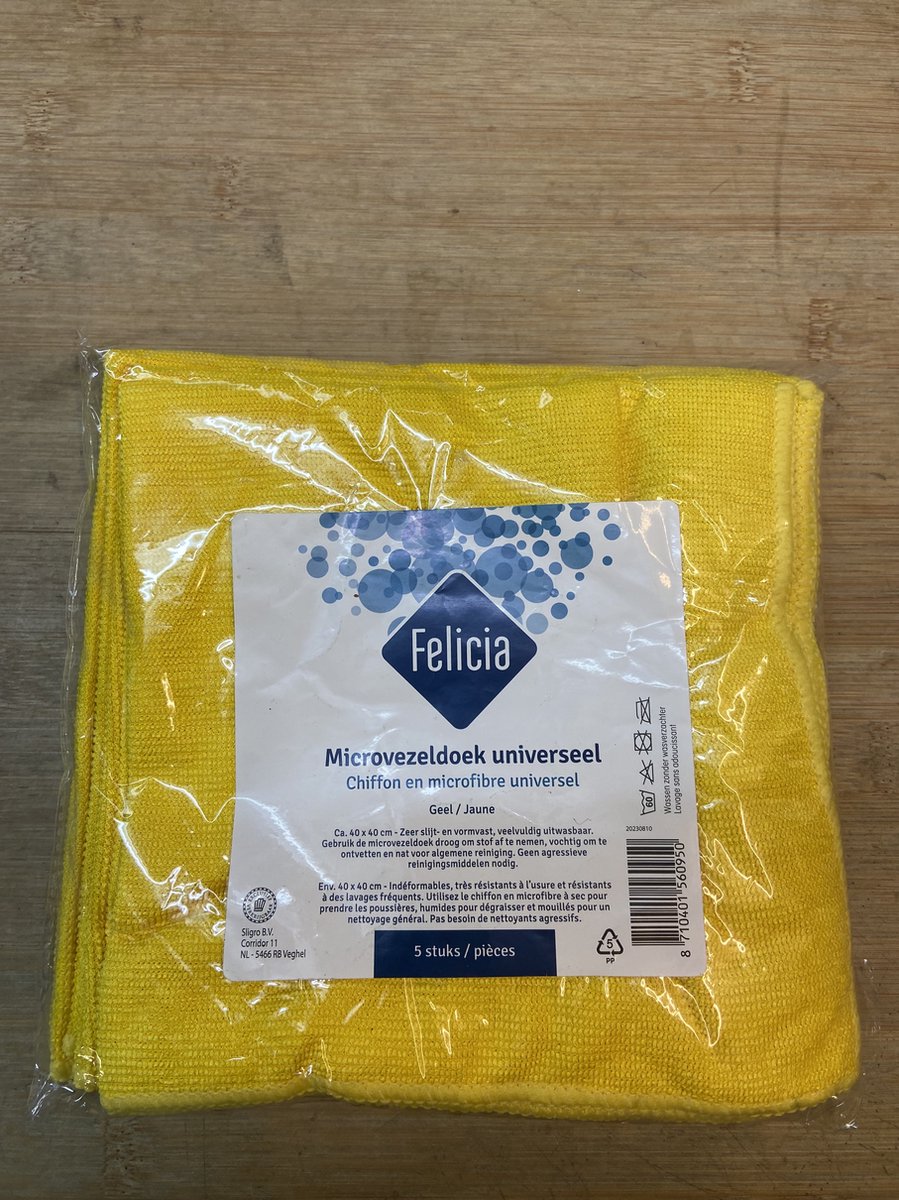 Felicia
Microvezeldoek universeel
Chiffon en microfibre universel
Geel / Jaune
Ca. 40 x 40 cm - Zeer slijt- en vormvast, veelvuldig uitwasbaar.
Gebruik de microvezeldoek droog om stof af te nemen, vochtig om te
ontvetten en nat voor algemene reiniging. Geen agressieve
reinigingsmiddelen nodig.
Env. 40 x 40 cm - Indéformables, très résistants à l'usure et résistants
à des lavages fréquents. Utilisez le chiffon en microfibre à sec pour
prendre les poussières, humides pour dégraisser et mouillés pour un
nettoyage général. Pas besoin de nettoyants agressifs.
5 stuks / pièces
Sligro B.V.
Corridor 11
NL - 5466 RB Veghel
60
Wassen zonder wasverzachter
Lavage sans adoucissant
20230810
8 710401 560950
5
PP